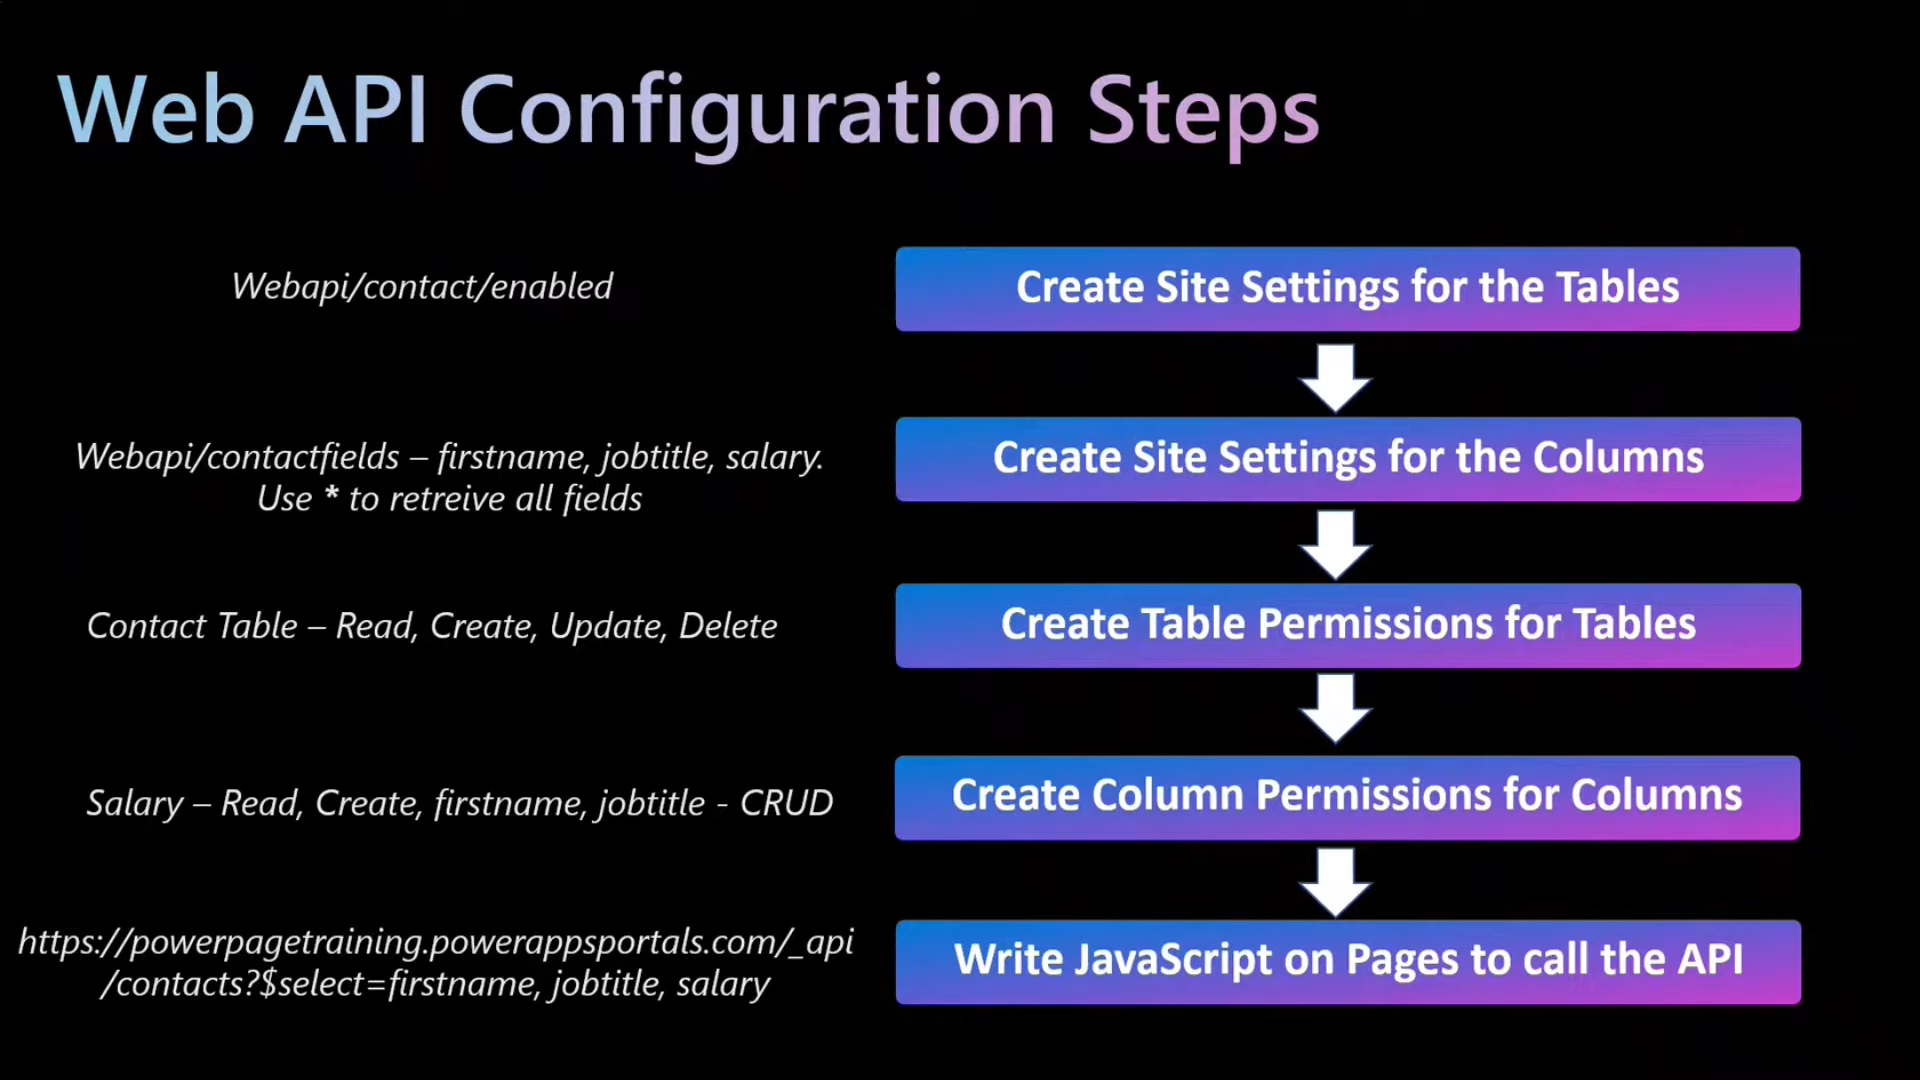 Web API Configuration Steps
Webapi/contact/enabled
Create Site Settings for the Tables
Webapi/contactfields – firstname, jobtitle, salary.
Use * to retreive all fields
Create Site Settings for the Columns
Contact Table – Read, Create, Update, Delete
Create Table Permissions for Tables
Salary – Read, Create, firstname, jobtitle - CRUD
Create Column Permissions for Columns
https://powerpagetraining.powerappsportals.com/_api
/contacts?$select=firstname, jobtitle, salary
Write JavaScript on Pages to call the API